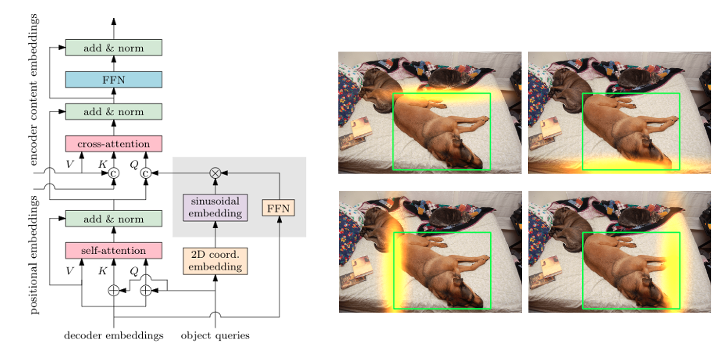 encoder content embeddings
positional embeddings
add & norm
FFN
add & norm
cross-attention
V
K
Q
C
C
sinusoidal
embedding
FFN
add & norm
self-attention
2D coord.
embedding
V
K
Q
decoder embeddings
object queries